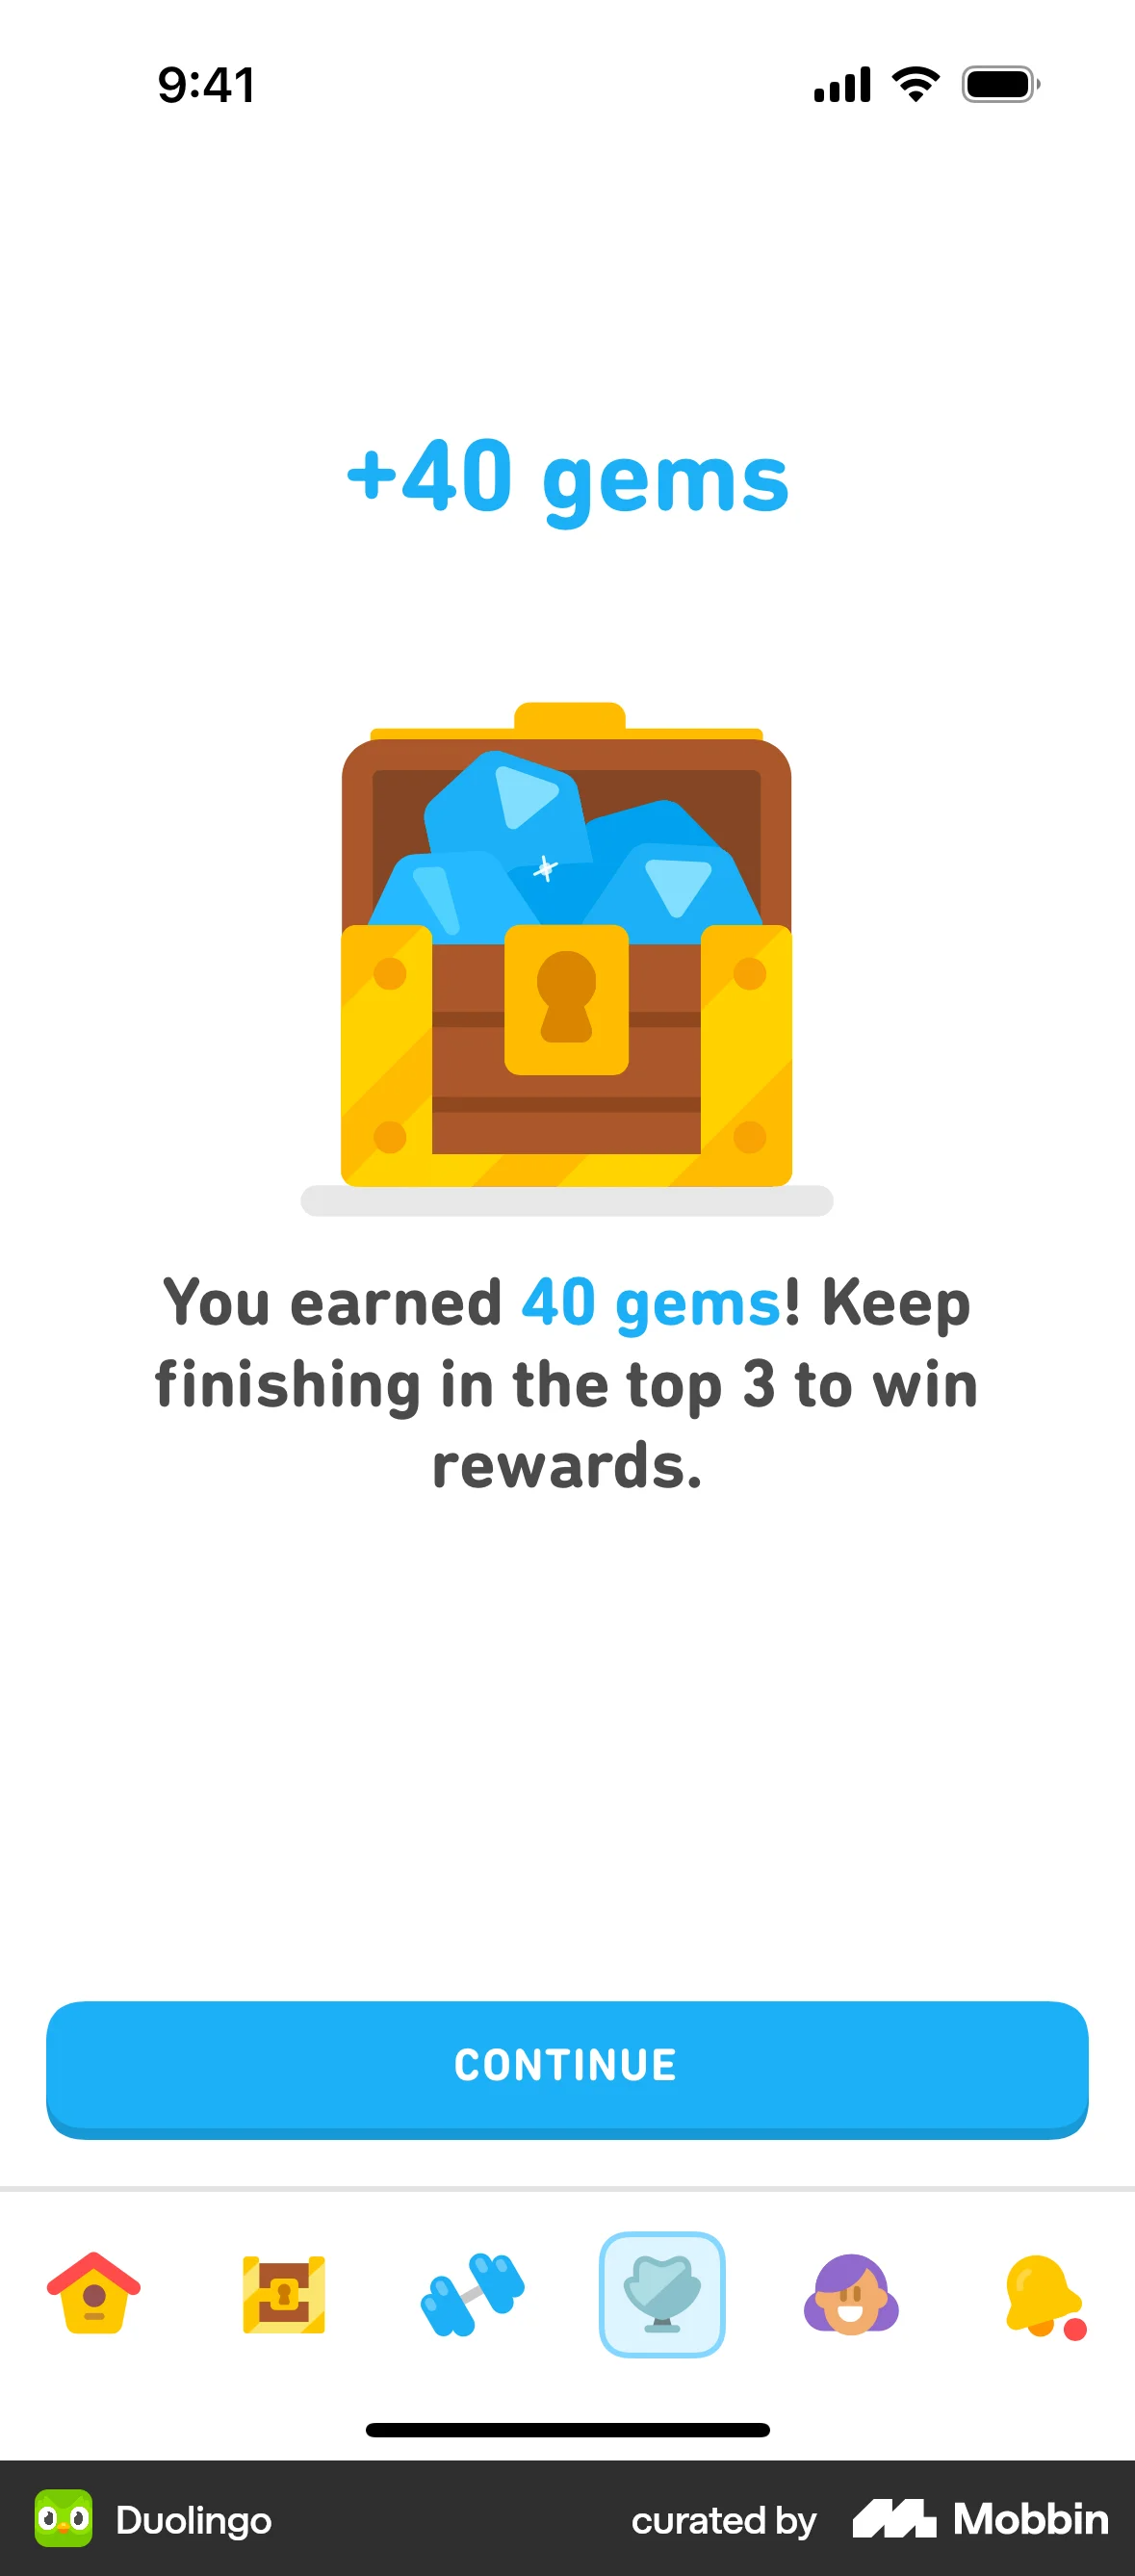 9:41
+40 gems
You earned 40 gems! Keep
finishing in the top 3 to win
rewards.
CONTINUE
Duolingo
curated by Mobbin